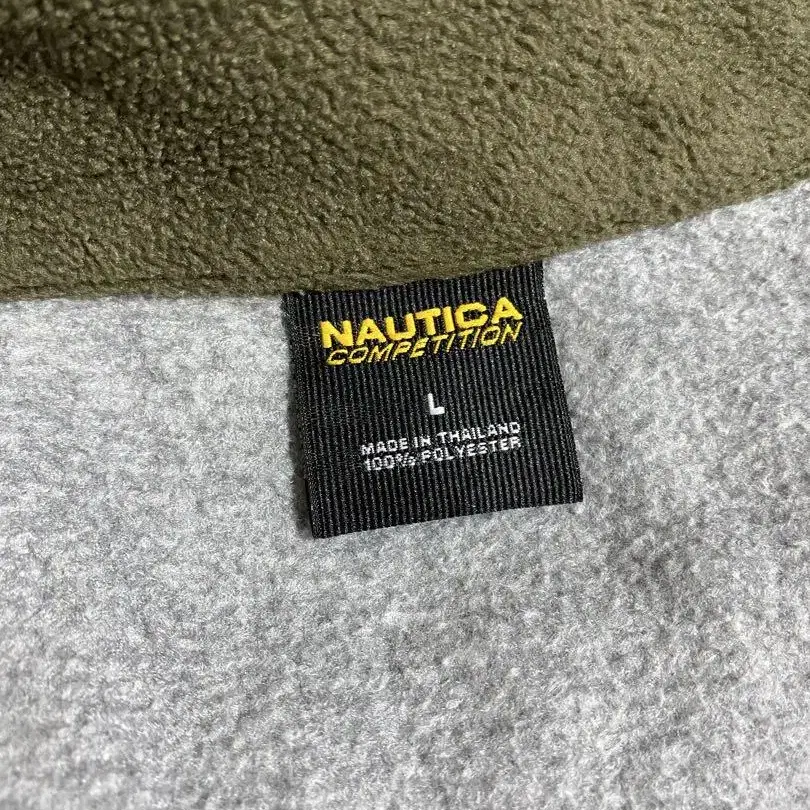 NAUTICA
COMPETITION
L
MADE IN THAILAND
100% POLYESTER